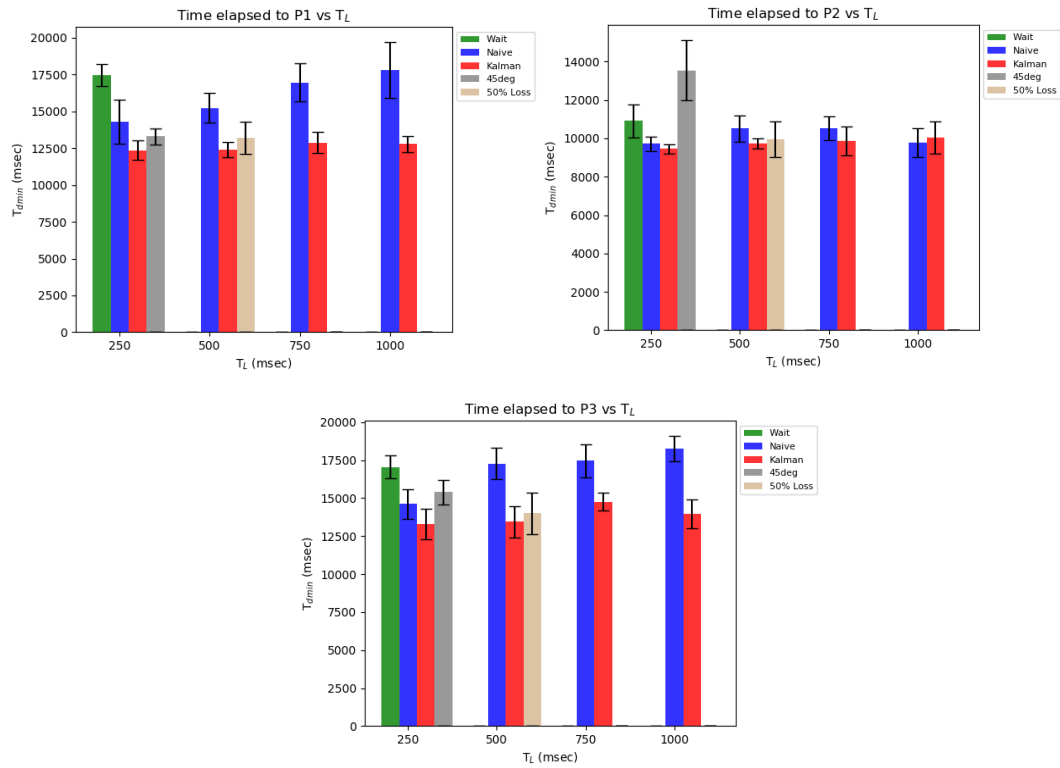 Time elapsed to P1 vs T_L
20000
17500
15000
12500
10000
7500
5000
2500
0
T_dmin (msec)
250 500 750 1000
T_L (msec)
Wait
Naive
Kalman
45deg
50% Loss
Time elapsed to P2 vs T_L
14000
12000
10000
8000
6000
4000
2000
0
T_dmin (msec)
250 500 750 1000
T_L (msec)
Wait
Naive
Kalman
45deg
50% Loss
Time elapsed to P3 vs T_L
20000
17500
15000
12500
10000
7500
5000
2500
0
T_dmin (msec)
250 500 750 1000
T_L (msec)
Wait
Naive
Kalman
45deg
50% Loss